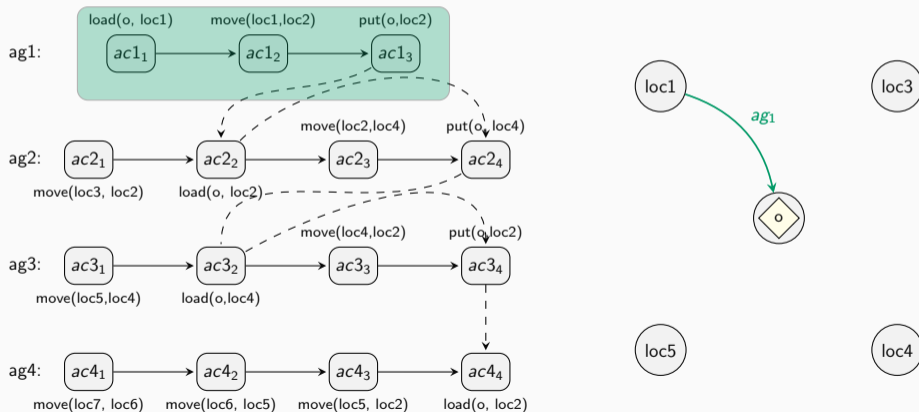 load(o, loc1) move(loc1,loc2) put(o,loc2)
ag1: ac1₁ ac1₂ ac1₃
move(loc2,loc4) put(o, loc4)
ag2: ac2₁ ac2₂ ac2₃ ac2₄
move(loc3, loc2) load(o, loc2)
move(loc4,loc2) put(o,loc2)
ag3: ac3₁ ac3₂ ac3₃ ac3₄
move(loc5,loc4) load(o,loc4)
ag4: ac4₁ ac4₂ ac4₃ ac4₄
move(loc7, loc6) move(loc6, loc5) move(loc5, loc2) load(o, loc2)
loc1 loc3
ag₁
o
loc5 loc4